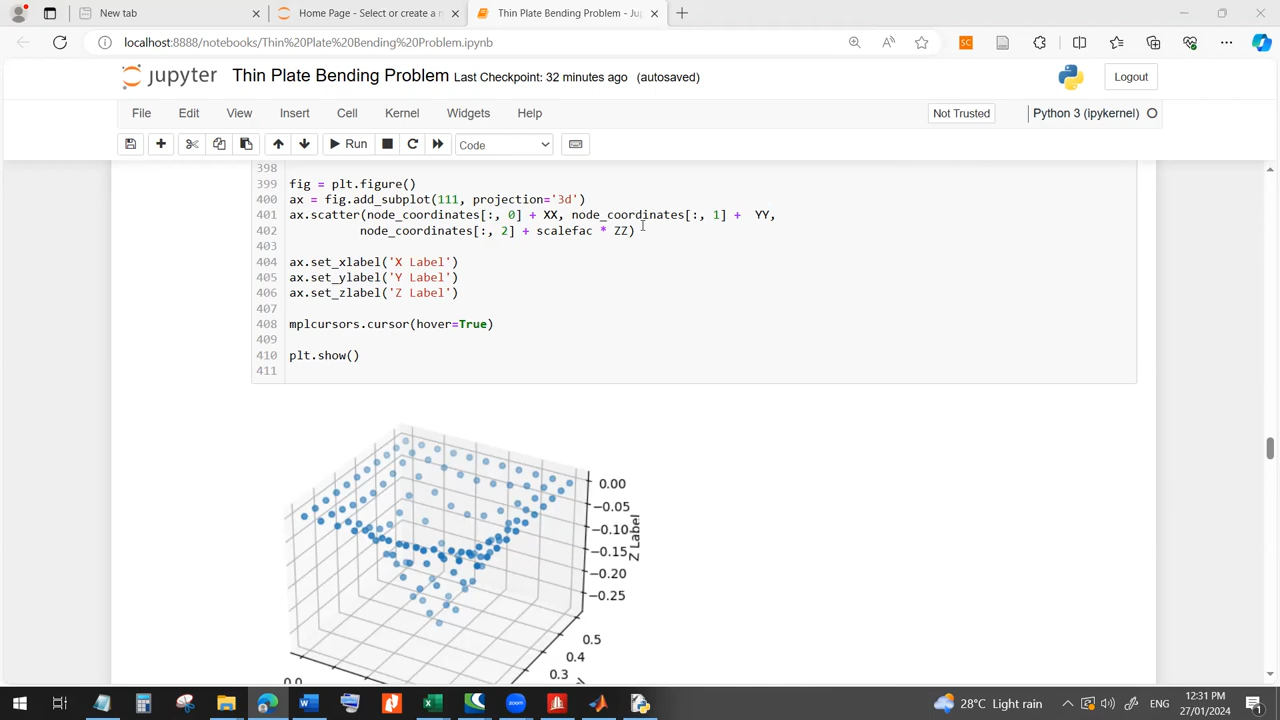 New tab
Home Page - Select or create a n
Thin Plate Bending Problem - Ju
localhost:8888/notebooks/Thin%20Plate%20Bending%20Problem.ipynb
jupyter Thin Plate Bending Problem Last Checkpoint: 32 minutes ago (autosaved)
Logout
File Edit View Insert Cell Kernel Widgets Help
Not Trusted
Python 3 (ipykernel)
Run
Code
398
399 fig = plt.figure()
400 ax = fig.add_subplot(111, projection='3d')
401 ax.scatter(node_coordinates[:, 0] + XX, node_coordinates[:, 1] +  YY,
402 node_coordinates[:, 2] + scalefac * ZZ)
403
404 ax.set_xlabel('X Label')
405 ax.set_ylabel('Y Label')
406 ax.set_zlabel('Z Label')
407
408 mplcursors.cursor(hover=True)
409
410 plt.show()
411
0.00
−0.05
−0.10
−0.15
−0.20
−0.25
Z Label
0.5
0.4
0.3
0.0
28°C Light rain
ENG
12:31 PM
27/01/2024